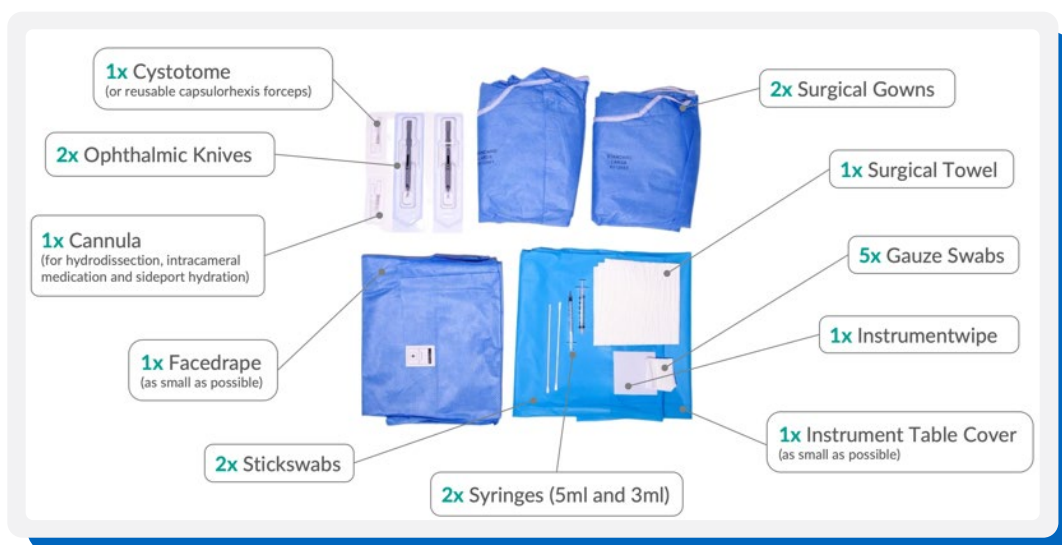 1x Cystotome
(or reusable capsulorhexis forceps)
2x Ophthalmic Knives
1x Cannula
(for hydrodissection, intracameral
medication and sideport hydration)
1x Facedrape
(as small as possible)
2x Stickswabs
2x Syringes (5ml and 3ml)
2x Surgical Gowns
1x Surgical Towel
5x Gauze Swabs
1x Instrumentwipe
1x Instrument Table Cover
(as small as possible)